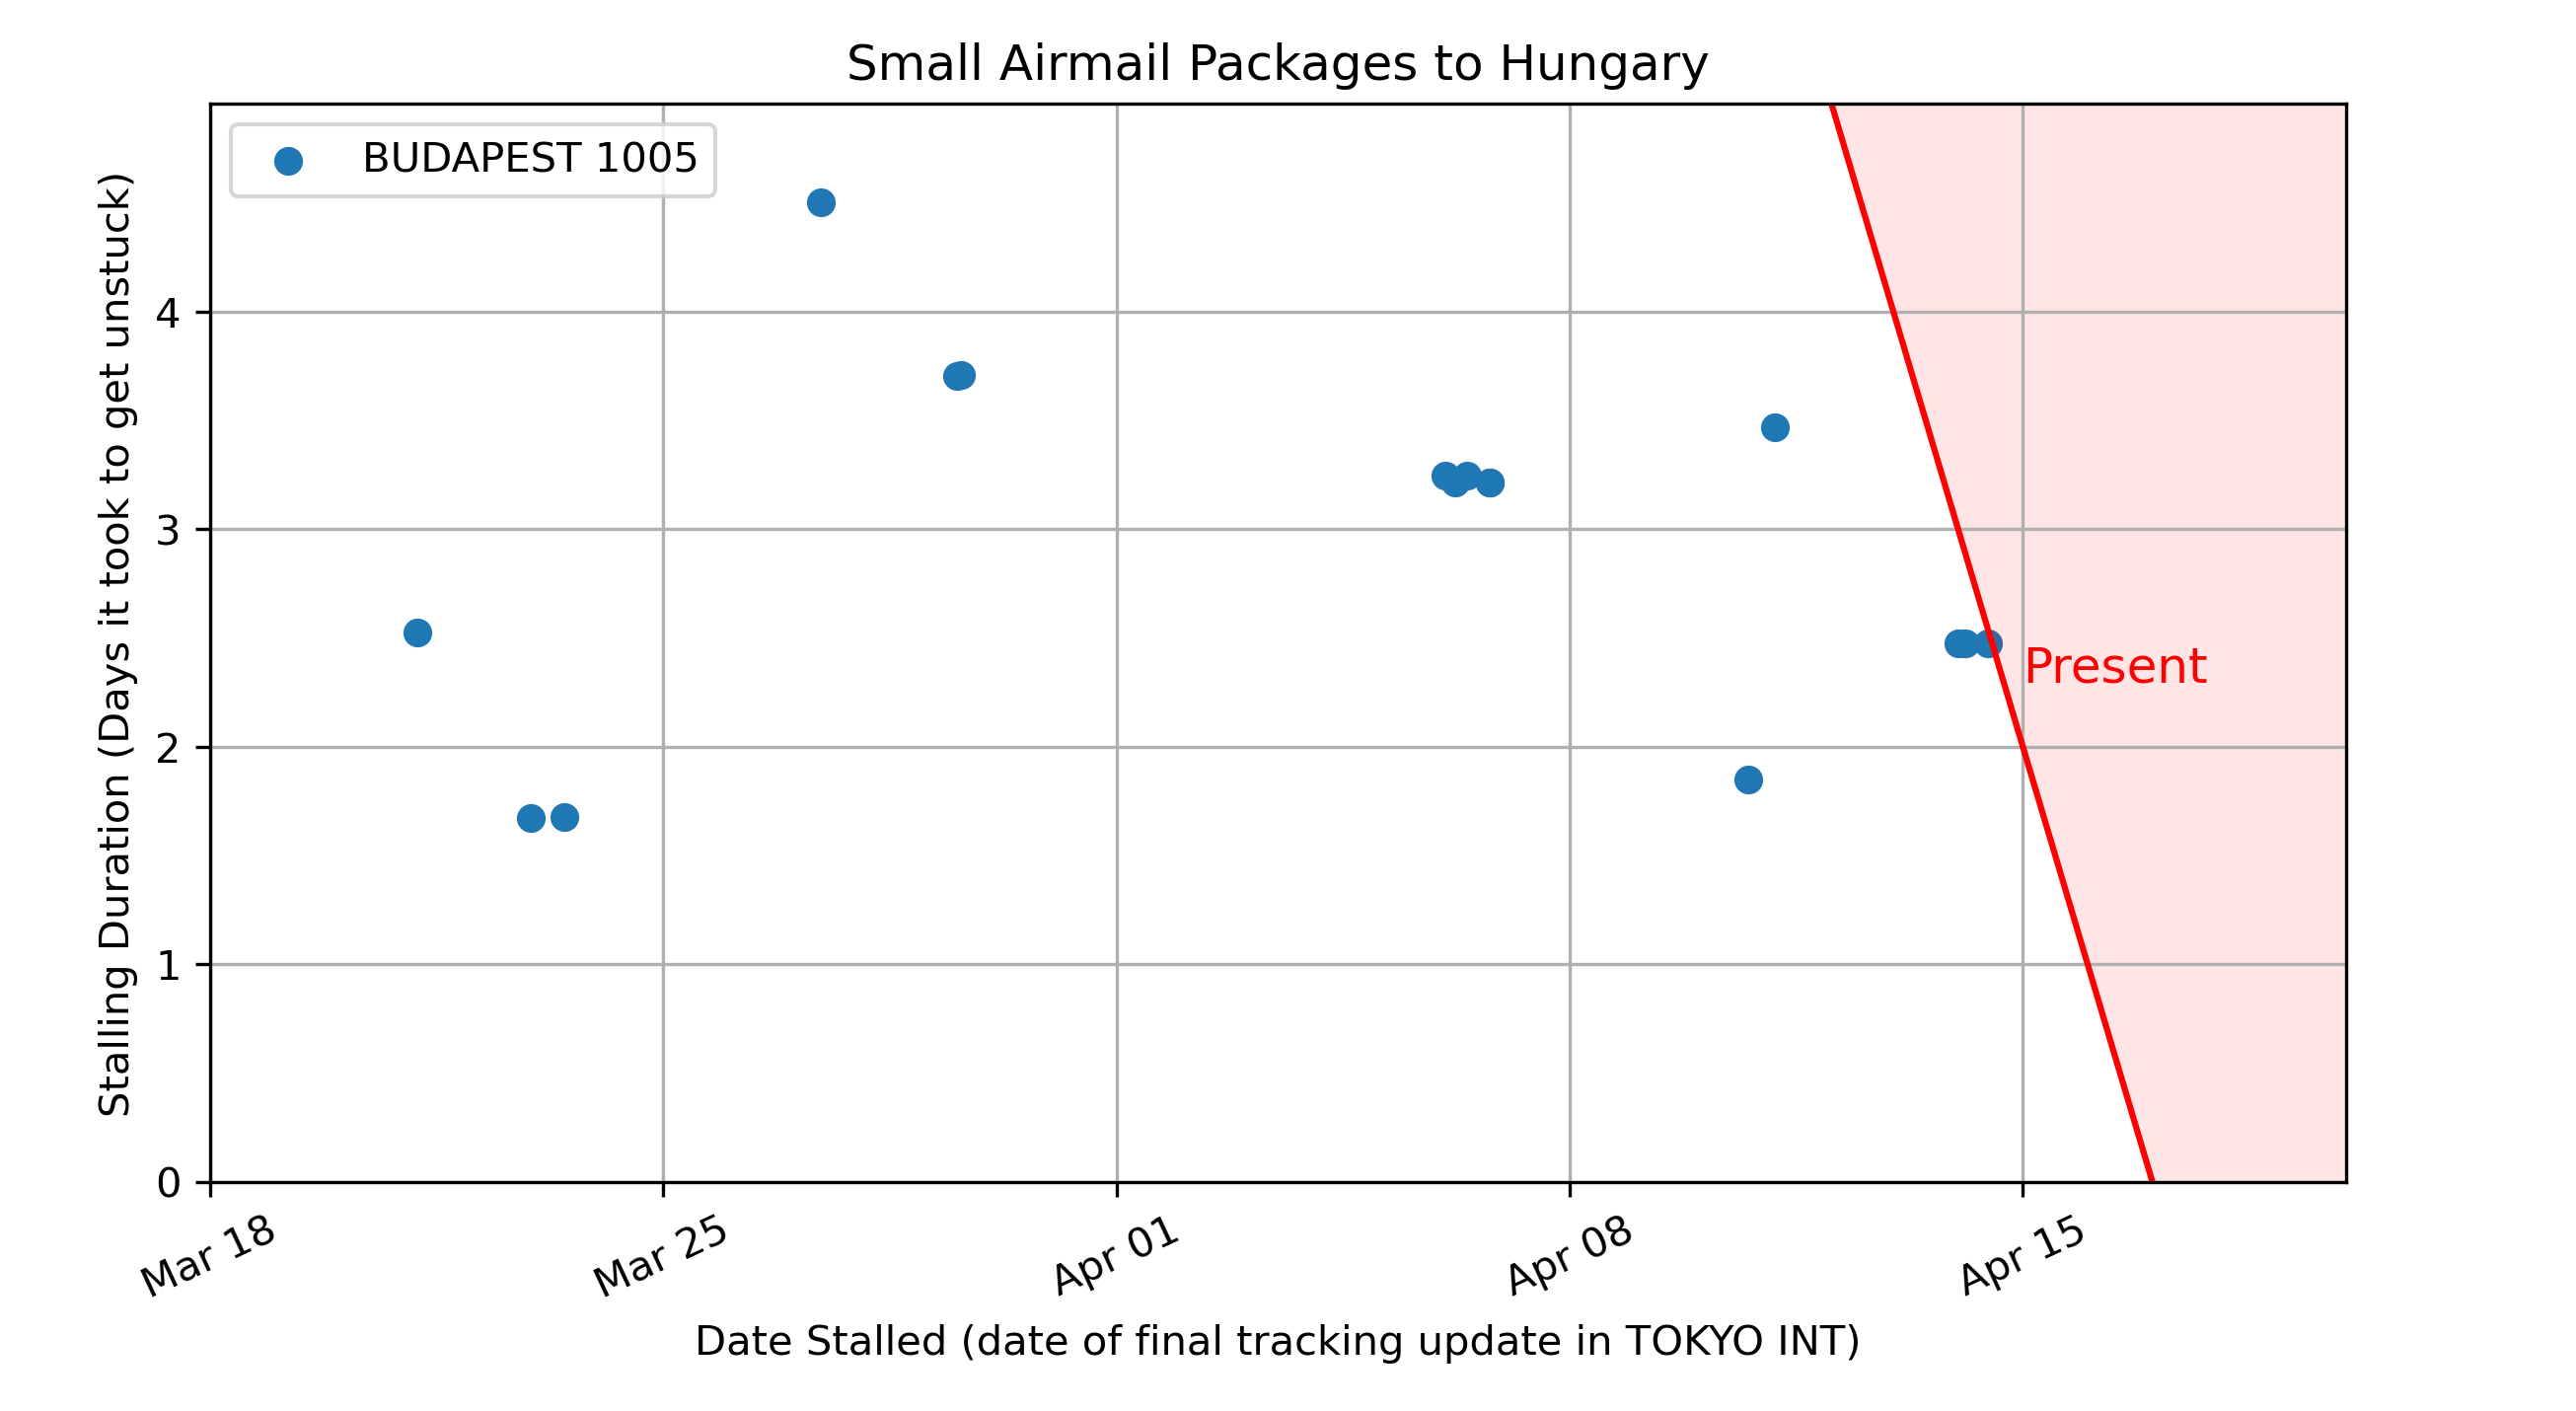 Small Airmail Packages to Hungary
BUDAPEST 1005
Stalling Duration (Days it took to get unstuck)
4
3
2
1
0
Present
Mar 18
Mar 25
Apr 01
Apr 08
Apr 15
Date Stalled (date of final tracking update in TOKYO INT)